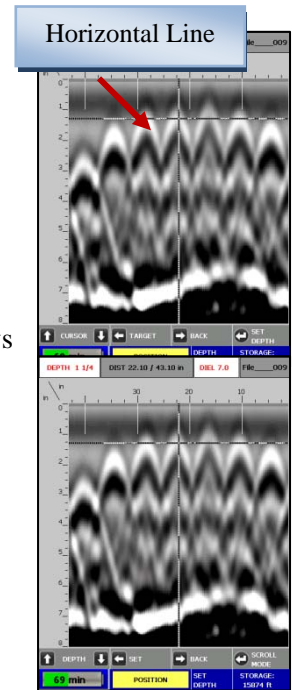 Horizontal Line
File___009
in
1
2
3
4
5
6
7
8
CURSOR TARGET BACK SET DEPTH
POSITION DEPTH STORAGE:
DEPTH 1 1/4 DIST 22.10 / 43.10 in DIEL 7.0 File___009
in
in 30 20 10
0
1
2
3
4
5
6
7
8
DEPTH SET BACK SCROLL MODE
69 min POSITION SET DEPTH STORAGE: 15874 R